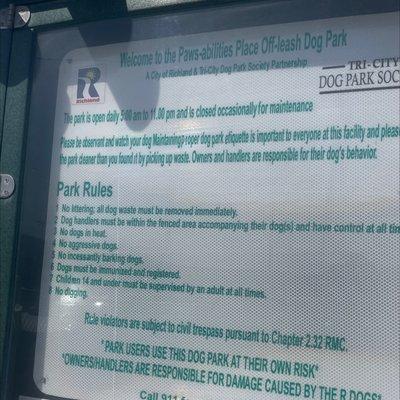 Welcome to the Paws-abilities Place Off-leash Dog Park
A City of Richland & Tri-City Dog Park Society Partnership
R
Richland
TRI-CITY
DOG PARK SOC
The park is open daily 5:00 am to 11:00 pm and is closed occasionally for maintenance
Please be observant and watch your dog Maintaining proper dog park etiquette is important to everyone at this facility and please
the park cleaner than you found it by picking up waste. Owners and handlers are responsible for their dog's behavior.
Park Rules
1 No littering; all dog waste must be removed immediately.
2 Dog handlers must be within the fenced area accompanying their dog(s) and have control at all tim
3 No dogs in heat.
4 No aggressive dogs.
5 No incessantly barking dogs.
6 Dogs must be immunized and registered.
7 Children 14 and under must be supervised by an adult at all times.
8 No digging.
Rule violators are subject to civil trespass pursuant to Chapter 2.32 RMC.
*PARK USERS USE THIS DOG PARK AT THEIR OWN RISK*
*OWNERS/HANDLERS ARE RESPONSIBLE FOR DAMAGE CAUSED BY THEIR DOGS*
Call 911